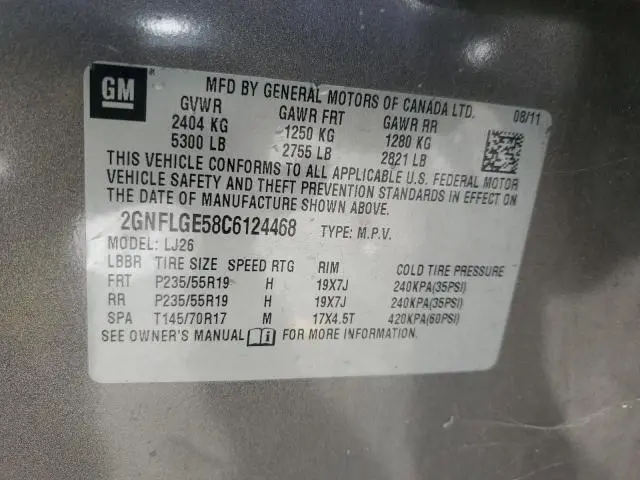 GM
MFD BY GENERAL MOTORS OF CANADA LTD. 08/11
GVWR GAWR FRT GAWR RR
2404 KG 1250 KG 1280 KG
5300 LB 2755 LB 2821 LB
THIS VEHICLE CONFORMS TO ALL APPLICABLE U.S. FEDERAL MOTOR
VEHICLE SAFETY AND THEFT PREVENTION STANDARDS IN EFFECT ON
THE DATE OF MANUFACTURE SHOWN ABOVE.
2GNFLGE58C6124468 TYPE: M.P.V.
MODEL: LJ26
LBBR TIRE SIZE SPEED RTG RIM COLD TIRE PRESSURE
FRT P235/55R19 H 19X7J 240KPA(35PSI)
RR P235/55R19 H 19X7J 240KPA(35PSI)
SPA T145/70R17 M 17X4.5T 420KPA(60PSI)
SEE OWNER'S MANUAL FOR MORE INFORMATION.